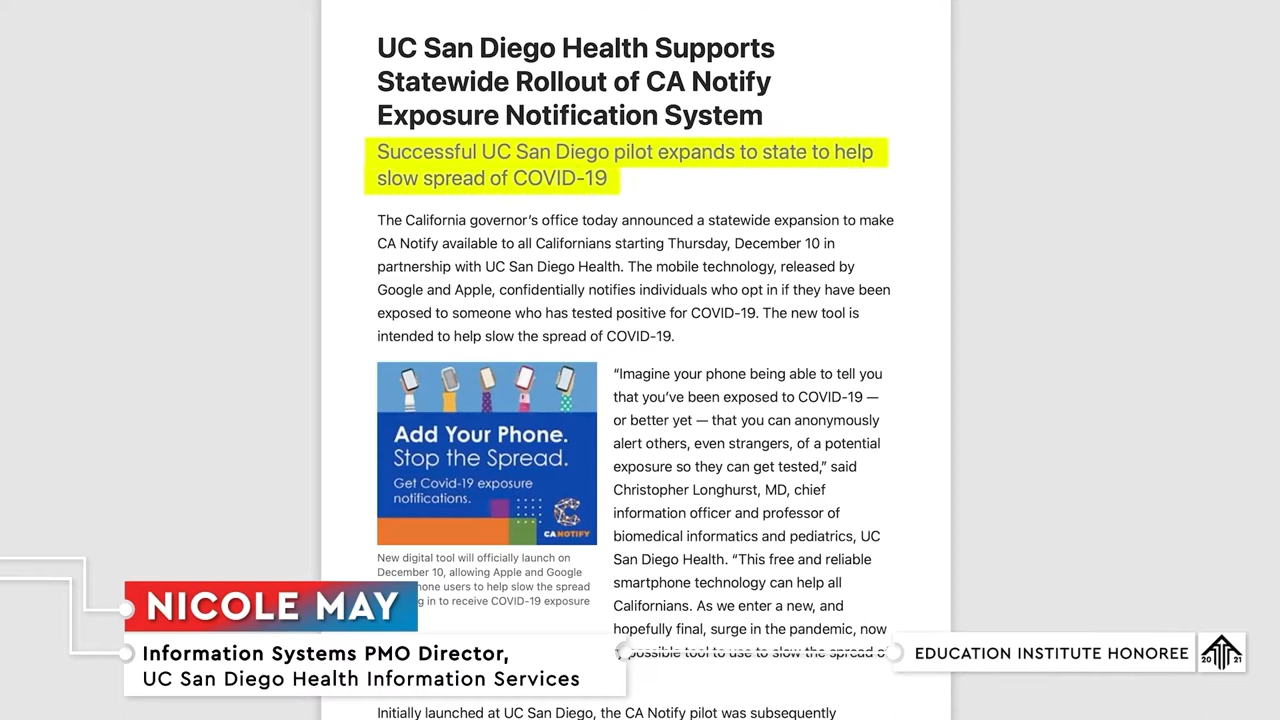 UC San Diego Health Supports
Statewide Rollout of CA Notify
Exposure Notification System
Successful UC San Diego pilot expands to state to help
slow spread of COVID-19
The California governor's office today announced a statewide expansion to make
CA Notify available to all Californians starting Thursday, December 10 in
partnership with UC San Diego Health. The mobile technology, released by
Google and Apple, confidentially notifies individuals who opt in if they have been
exposed to someone who has tested positive for COVID-19. The new tool is
intended to help slow the spread of COVID-19.
Add Your Phone.
Stop the Spread.
Get Covid-19 exposure
notifications.
CANOTIFY
New digital tool will officially launch on
December 10, allowing Apple and Google
one users to help slow the spread
g in to receive COVID-19 exposure
“Imagine your phone being able to tell you
that you've been exposed to COVID-19 —
or better yet — that you can anonymously
alert others, even strangers, of a potential
exposure so they can get tested,” said
Christopher Longhurst, MD, chief
information officer and professor of
biomedical informatics and pediatrics, UC
San Diego Health. “This free and reliable
smartphone technology can help all
Californians. As we enter a new, and
hopefully final, surge in the pandemic, now
possible tool to use to slow the spread o
Initially launched at UC San Diego, the CA Notify pilot was subsequently
NICOLE MAY
Information Systems PMO Director,
UC San Diego Health Information Services
EDUCATION INSTITUTE HONOREE
2021